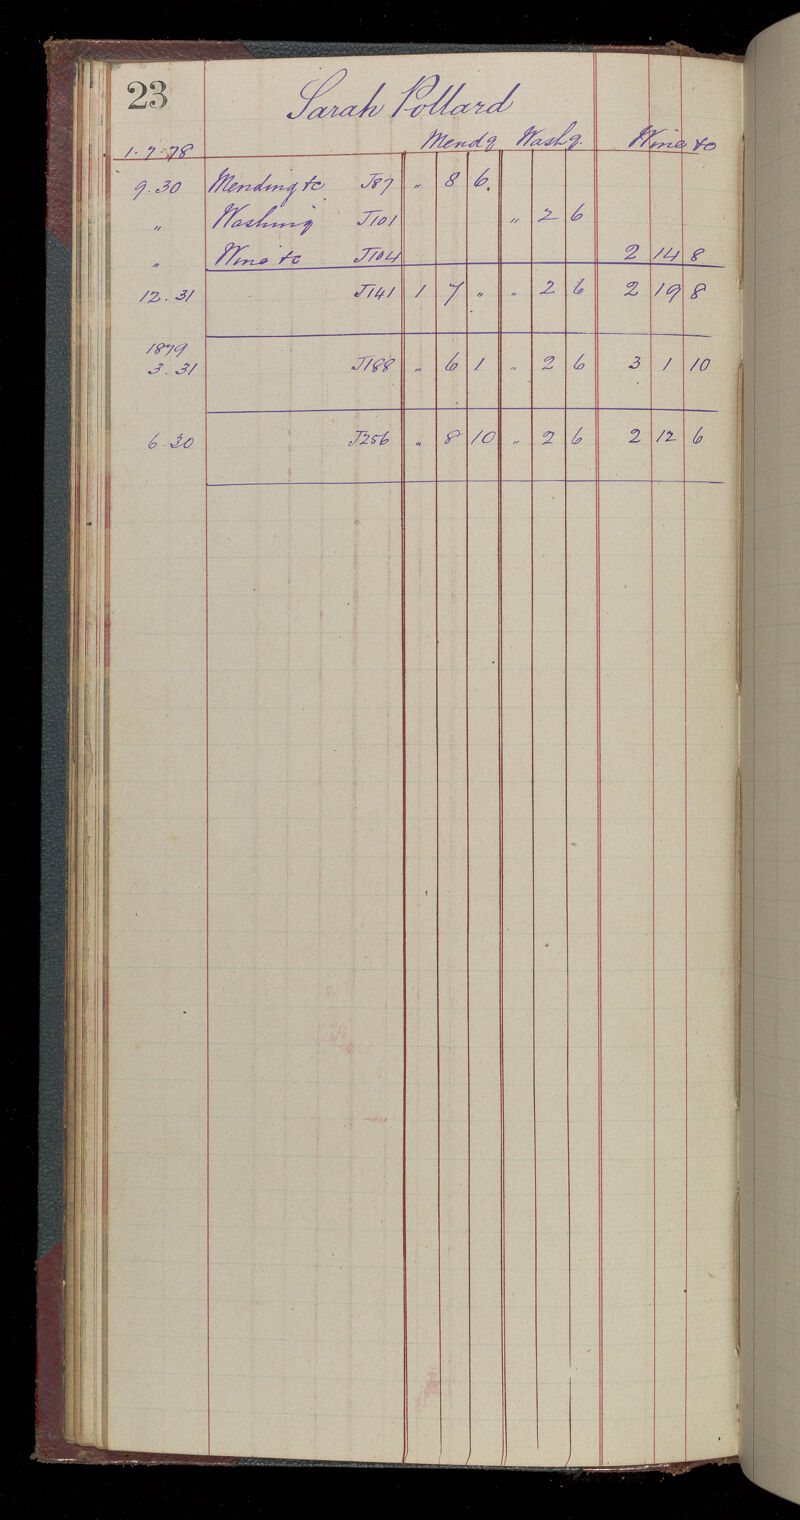 23
Sarah Pollard
1.7.78 Mendg Washg. Wine &c
9.30 Mending &c J87 " 8 6.
" Washing J101 " 2 6
" Wine &c J104 2 14 8
12.31 J141 1 7 " " 2 6 2 19 8
1879
3.31 J188 " 6 1 " 2 6 3 1 10
6.30 J256 " 8 10 " 2 6 2 12 6